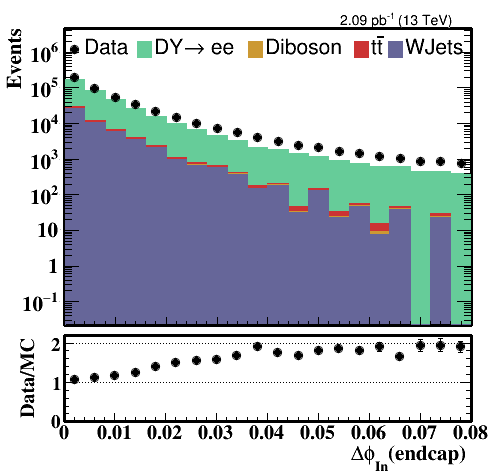 2.09 pb⁻¹ (13 TeV)
Events
Data DY→ ee Diboson tt̄ WJets
10⁶
10⁵
10⁴
10³
10²
10
1
10⁻¹
Data/MC
2
1
0
0 0.01 0.02 0.03 0.04 0.05 0.06 0.07 0.08
Δϕ_In (endcap)